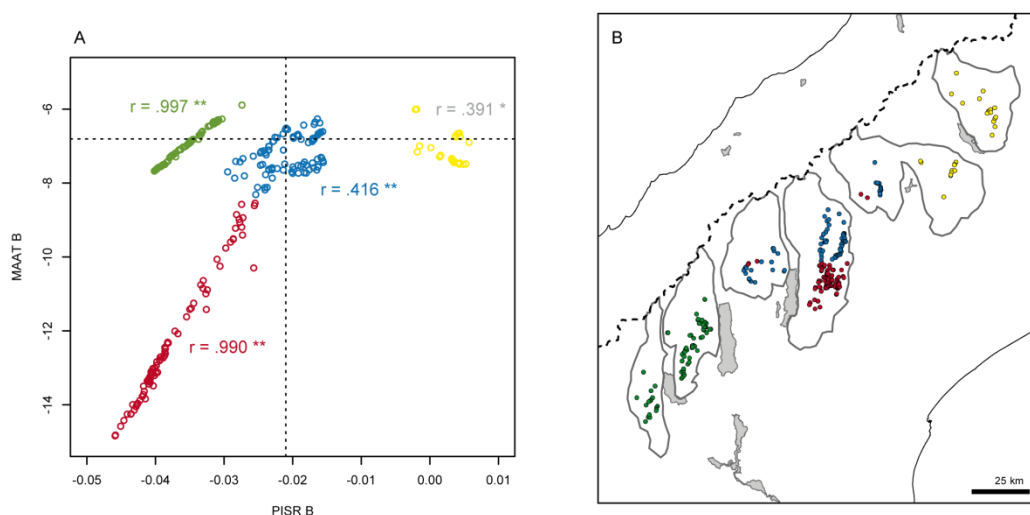 A
r = .997 **
r = .391 *
r = .416 **
r = .990 **
-6
-8
-10
-12
-14
MAAT B
-0.05
-0.04
-0.03
-0.02
-0.01
0.00
0.01
PISR B
B
25 km